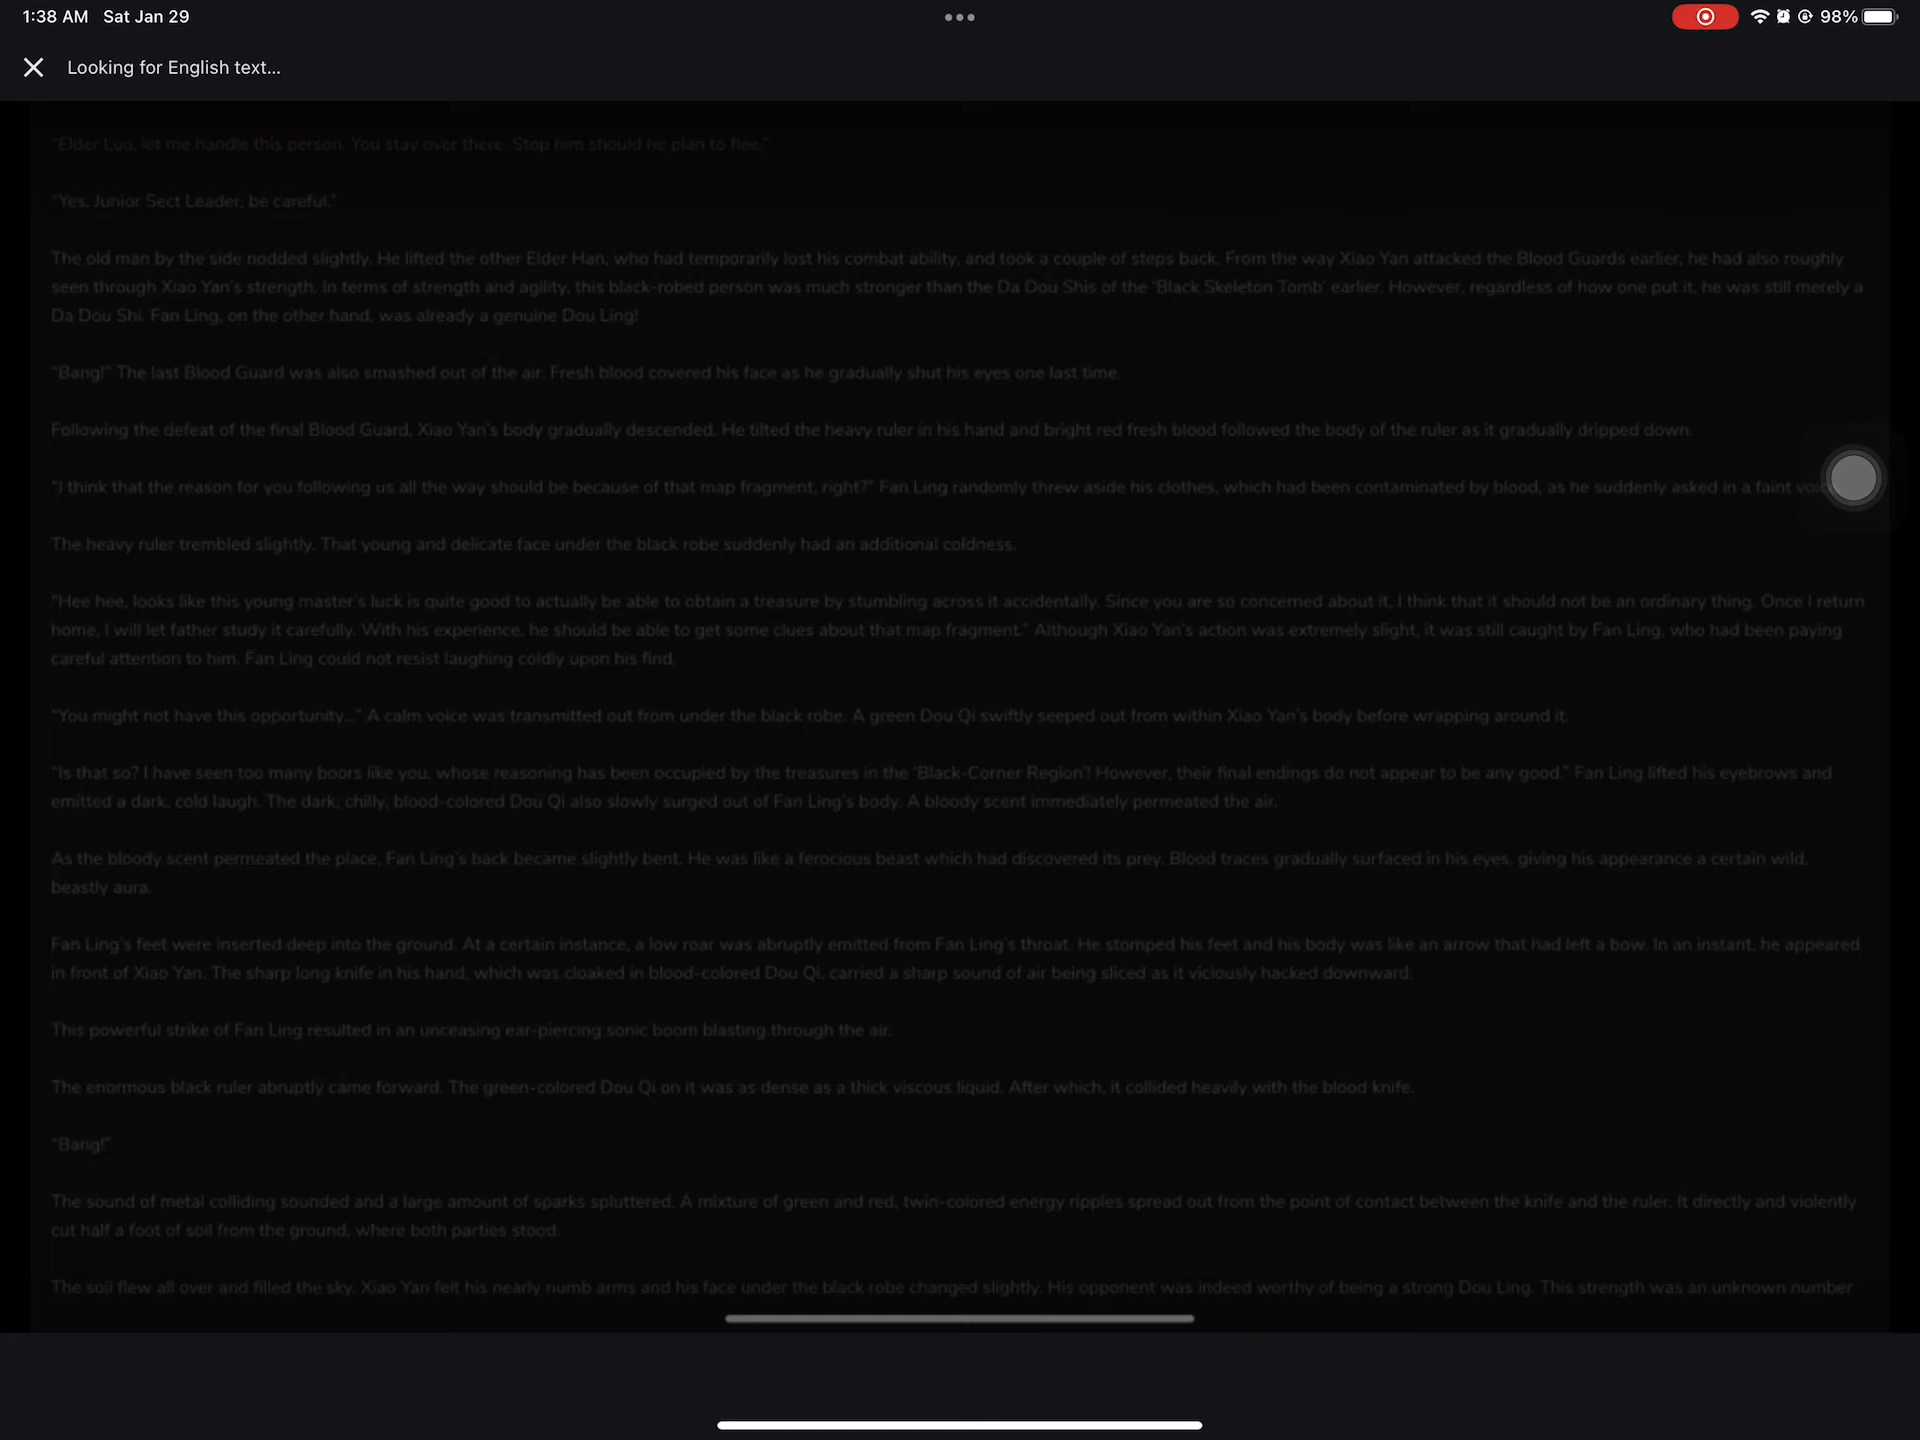 1:38 AM Sat Jan 29
98%
Looking for English text...
"Elder Luo, let me handle this person. You stay over there. Stop him should he plan to flee."
"Yes, Junior Sect Leader, be careful."
The old man by the side nodded slightly. He lifted the other Elder Han, who had temporarily lost his combat ability, and took a couple of steps back. From the way Xiao Yan attacked the Blood Guards earlier, he had also roughly
seen through Xiao Yan's strength. In terms of strength and agility, this black-robed person was much stronger than the Da Dou Shis of the 'Black Skeleton Tomb' earlier. However, regardless of how one put it, he was still merely a
Da Dou Shi. Fan Ling, on the other hand, was already a genuine Dou Ling!
"Bang!" The last Blood Guard was also smashed out of the air. Fresh blood covered his face as he gradually shut his eyes one last time.
Following the defeat of the final Blood Guard, Xiao Yan's body gradually descended. He tilted the heavy ruler in his hand and bright red fresh blood followed the body of the ruler as it gradually dripped down.
"I think that the reason for you following us all the way should be because of that map fragment, right?" Fan Ling randomly threw aside his clothes, which had been contaminated by blood, as he suddenly asked in a faint
The heavy ruler trembled slightly. That young and delicate face under the black robe suddenly had an additional coldness.
"Hee hee, looks like this young master's luck is quite good to actually be able to obtain a treasure by stumbling across it accidentally. Since you are so concerned about it, I think that it should not be an ordinary thing. Once I return
home, I will let father study it carefully. With his experience, he should be able to get some clues about that map fragment." Although Xiao Yan's action was extremely slight, it was still caught by Fan Ling, who had been paying
careful attention to him. Fan Ling could not resist laughing coldly upon his find.
"You might not have this opportunity..." A calm voice was transmitted out from under the black robe. A green Dou Qi swiftly seeped out from within Xiao Yan's body before wrapping around it.
"Is that so? I have seen too many boors like you, whose reasoning has been occupied by the treasures in the 'Black-Corner Region'! However, their final endings do not appear to be any good." Fan Ling lifted his eyebrows and
emitted a dark, cold laugh. The dark, chilly, blood-colored Dou Qi also slowly surged out of Fan Ling's body. A bloody scent immediately permeated the air.
As the bloody scent permeated the place, Fan Ling's back became slightly bent. He was like a ferocious beast which had discovered its prey. Blood traces gradually surfaced in his eyes, giving his appearance a certain wild,
beastly aura.
Fan Ling's feet were inserted deep into the ground. At a certain instance, a low roar was abruptly emitted from Fan Ling's throat. He stomped his feet and his body was like an arrow that had left a bow. In an instant, he appeared
in front of Xiao Yan. The sharp long knife in his hand, which was cloaked in blood-colored Dou Qi, carried a sharp sound of air being sliced as it viciously hacked downward.
This powerful strike of Fan Ling resulted in an unceasing ear-piercing sonic boom blasting through the air.
The enormous black ruler abruptly came forward. The green-colored Dou Qi on it was as dense as a thick viscous liquid. After which, it collided heavily with the blood knife.
"Bang!"
The sound of metal colliding sounded and a large amount of sparks spluttered. A mixture of green and red, twin-colored energy ripples spread out from the point of contact between the knife and the ruler. It directly and violently
cut half a foot of soil from the ground, where both parties stood.
The soil flew all over and filled the sky. Xiao Yan felt his nearly numb arms and his face under the black robe changed slightly. His opponent was indeed worthy of being a strong Dou Ling. This strength was an unknown number